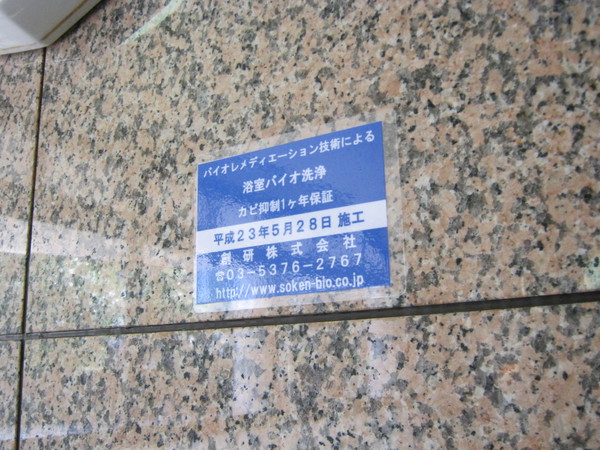 バイオレメディエーション技術による
浴室バイオ洗浄
カビ抑制1ヶ年保証
平成23年5月28日 施工
創研株式会社
☎03-5376-2767
http://www.soken-bio.co.jp